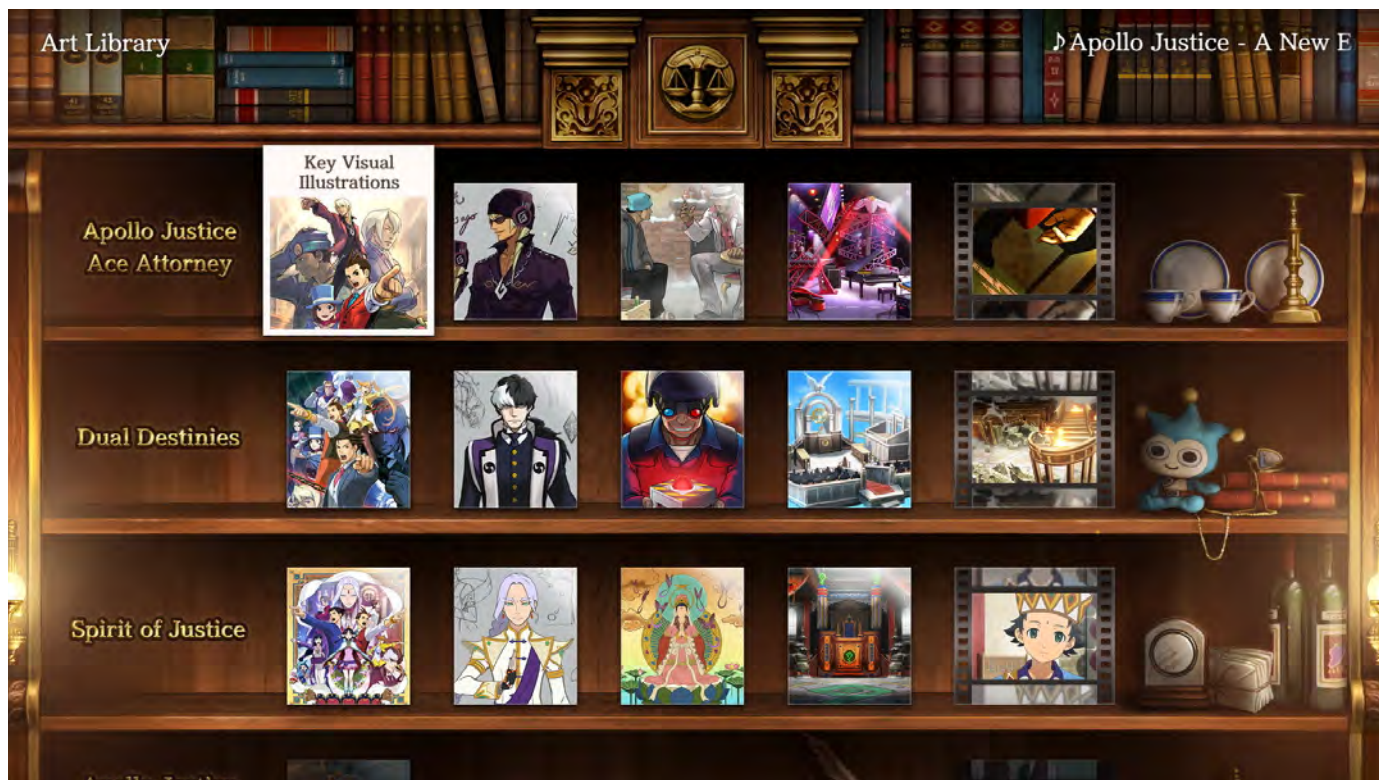 Art Library
♪Apollo Justice - A New E
Key Visual
Illustrations
Apollo Justice
Ace Attorney
Dual Destinies
Spirit of Justice